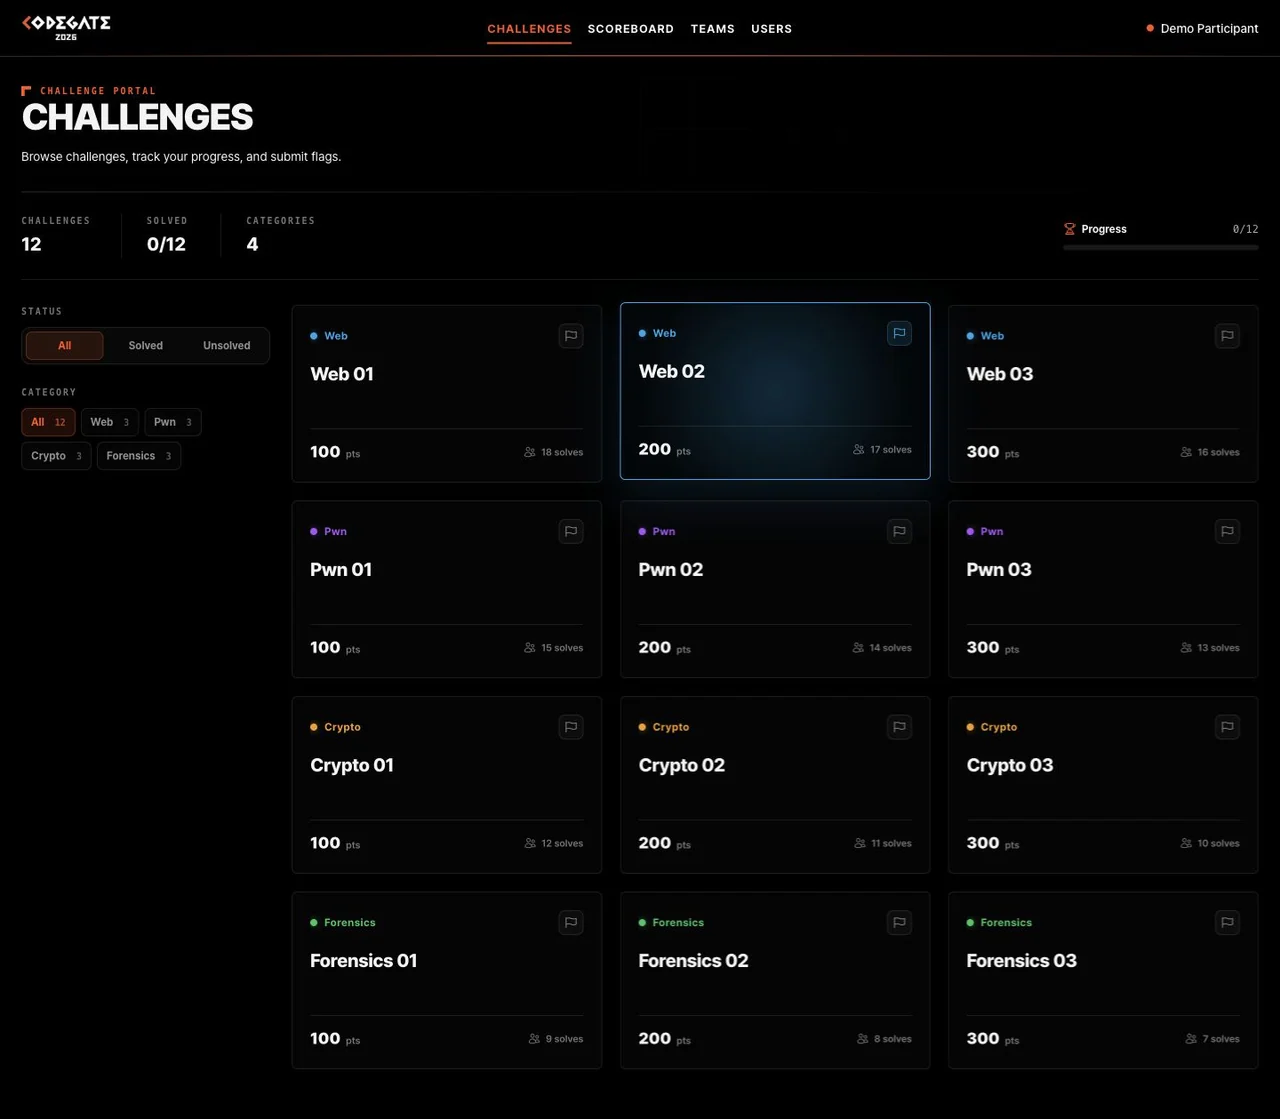 CODEGATE
2026
CHALLENGES SCOREBOARD TEAMS USERS
Demo Participant
CHALLENGE PORTAL
CHALLENGES
Browse challenges, track your progress, and submit flags.
CHALLENGES
12
SOLVED
0/12
CATEGORIES
4
Progress 0/12
STATUS
All Solved Unsolved
CATEGORY
All 12 Web 3 Pwn 3
Crypto 3 Forensics 3
Web
Web 01
100 pts 18 solves
Web
Web 02
200 pts 17 solves
Web
Web 03
300 pts 16 solves
Pwn
Pwn 01
100 pts 15 solves
Pwn
Pwn 02
200 pts 14 solves
Pwn
Pwn 03
300 pts 13 solves
Crypto
Crypto 01
100 pts 12 solves
Crypto
Crypto 02
200 pts 11 solves
Crypto
Crypto 03
300 pts 10 solves
Forensics
Forensics 01
100 pts 9 solves
Forensics
Forensics 02
200 pts 8 solves
Forensics
Forensics 03
300 pts 7 solves